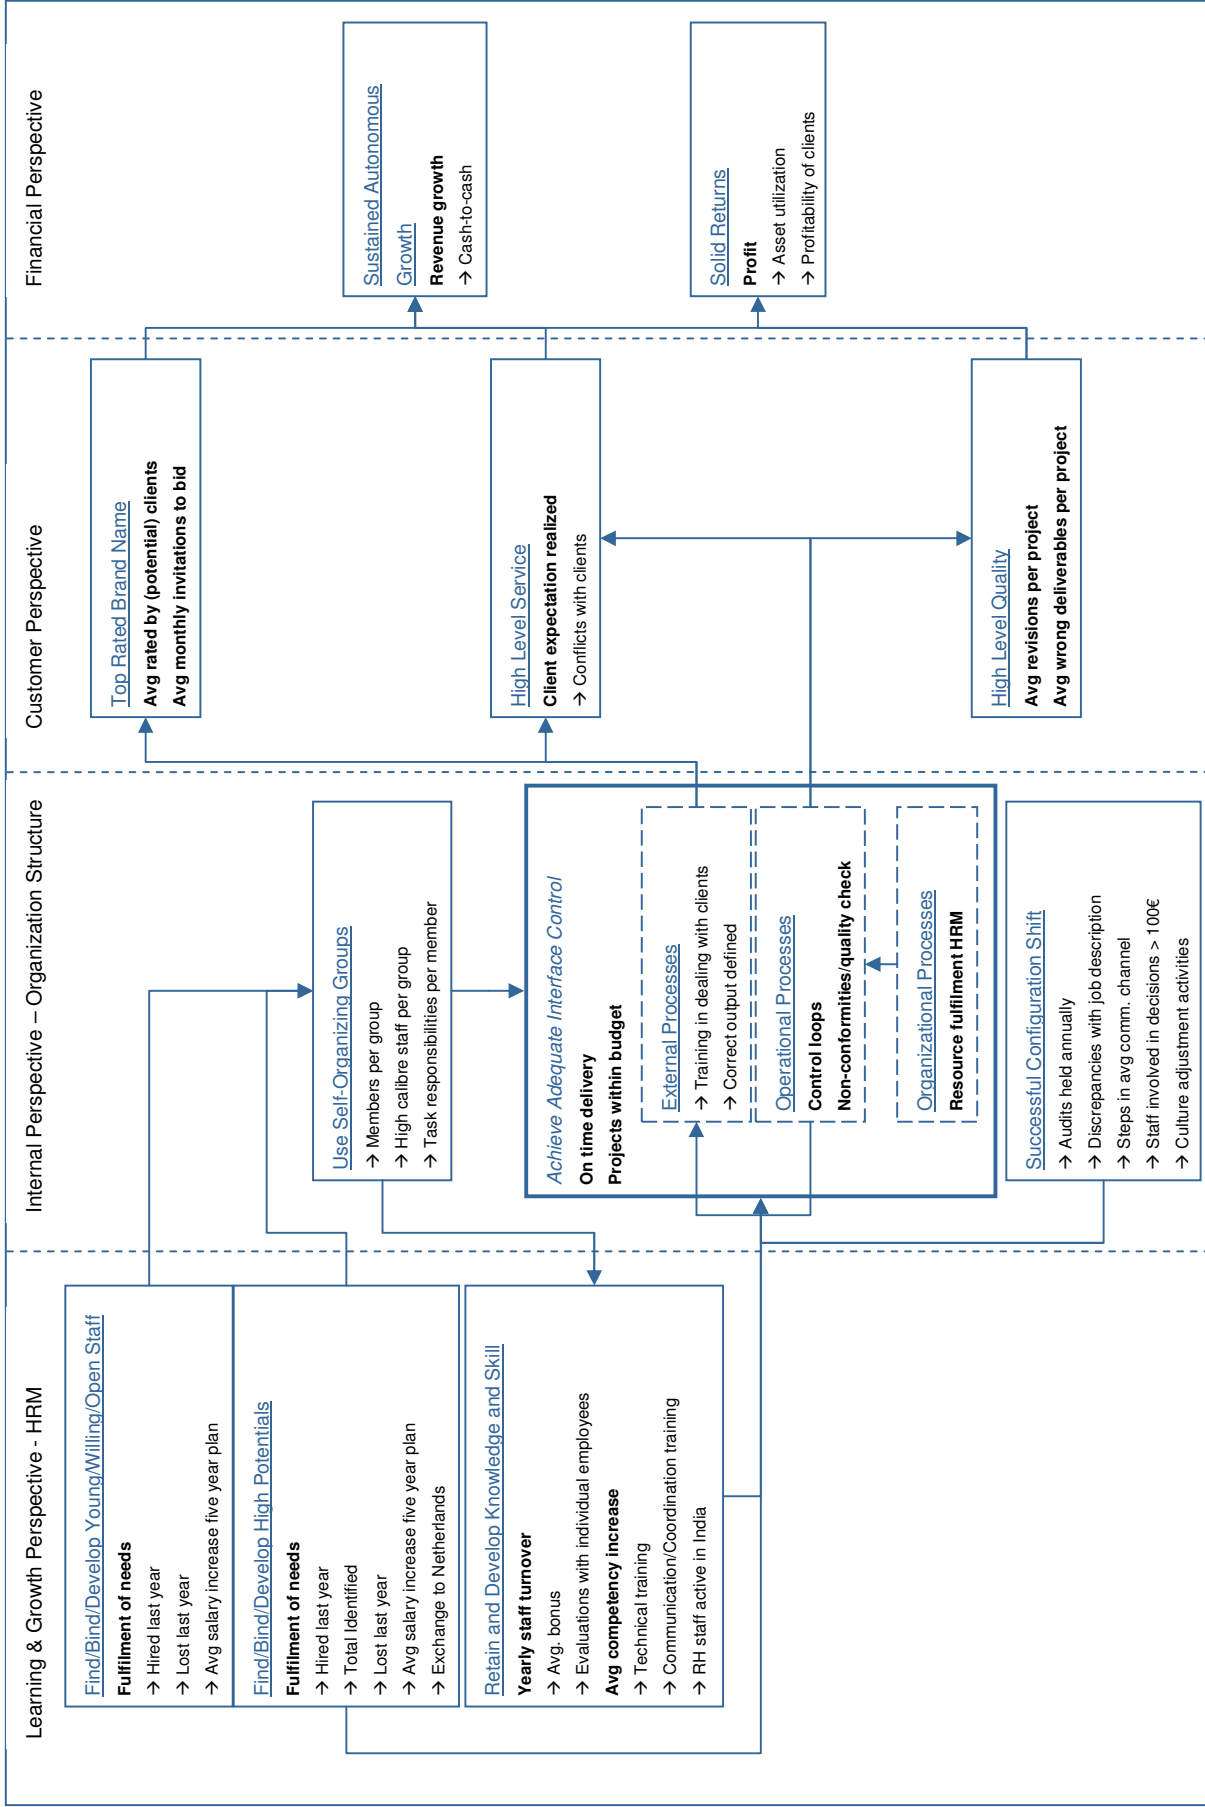 Learning & Growth Perspective - HRM
Find/Bind/Develop Young/Willing/Open Staff
Fulfilment of needs
→ Hired last year
→ Lost last year
→ Avg salary increase five year plan
Find/Bind/Develop High Potentials
Fulfilment of needs
→ Hired last year
→ Total Identified
→ Lost last year
→ Avg salary increase five year plan
→ Exchange to Netherlands
Retain and Develop Knowledge and Skill
Yearly staff turnover
→ Avg. bonus
→ Evaluations with individual employees
Avg competency increase
→ Technical training
→ Communication/Coordination training
→ RH staff active in India
Internal Perspective – Organization Structure
Use Self-Organizing Groups
→ Members per group
→ High calibre staff per group
→ Task responsibilities per member
Achieve Adequate Interface Control
On time delivery
Projects within budget
External Processes
→ Training in dealing with clients
→ Correct output defined
Operational Processes
Control loops
Non-conformities/quality check
Organizational Processes
Resource fulfilment HRM
Successful Configuration Shift
→ Audits held annually
→ Discrepancies with job description
→ Steps in avg comm. channel
→ Staff involved in decisions > 100€
→ Culture adjustment activities
Customer Perspective
Top Rated Brand Name
Avg rated by (potential) clients
Avg monthly invitations to bid
High Level Service
Client expectation realized
→ Conflicts with clients
High Level Quality
Avg revisions per project
Avg wrong deliverables per project
Financial Perspective
Sustained Autonomous
Growth
Revenue growth
→ Cash-to-cash
Solid Returns
Profit
→ Asset utilization
→ Profitability of clients